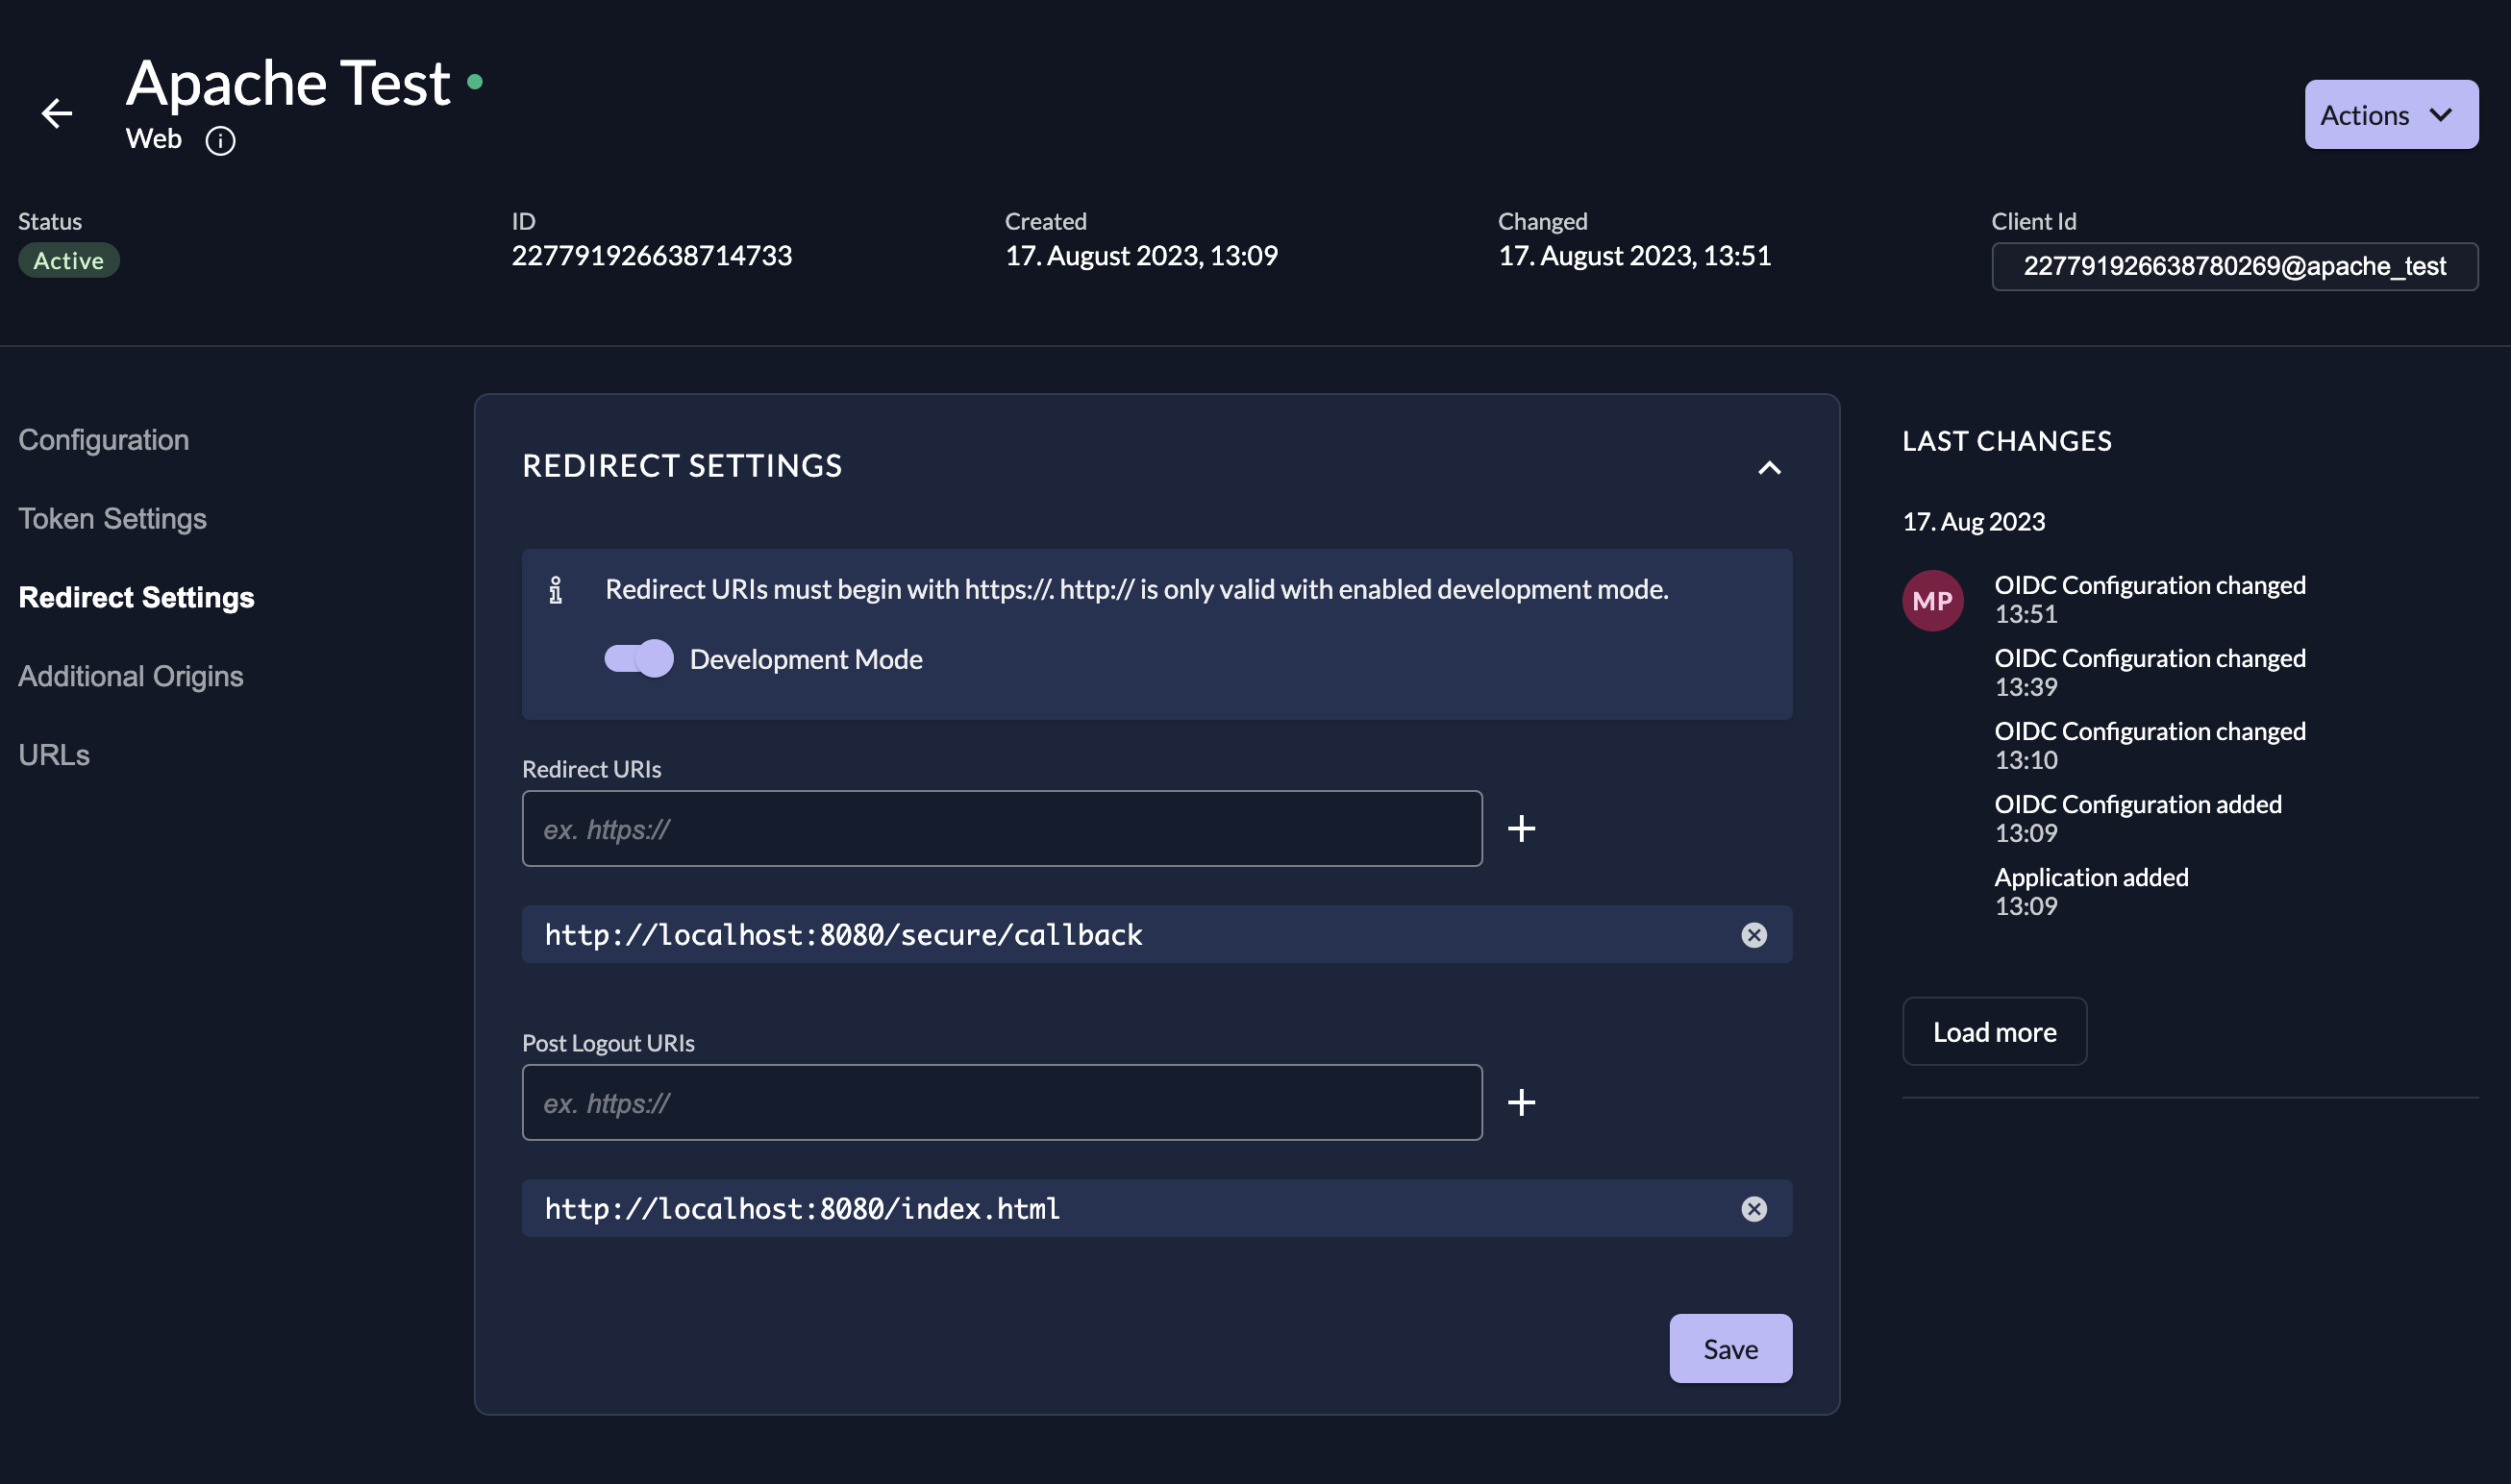 Apache Test
Web
Actions
Status
Active
ID
227791926638714733
Created
17. August 2023, 13:09
Changed
17. August 2023, 13:51
Client Id
227791926638780269@apache_test
Configuration
Token Settings
Redirect Settings
Additional Origins
URLs
REDIRECT SETTINGS
Redirect URIs must begin with https://. http:// is only valid with enabled development mode.
Development Mode
Redirect URIs
ex. https://
http://localhost:8080/secure/callback
Post Logout URIs
ex. https://
http://localhost:8080/index.html
Save
LAST CHANGES
17. Aug 2023
MP
OIDC Configuration changed
13:51
OIDC Configuration changed
13:39
OIDC Configuration changed
13:10
OIDC Configuration added
13:09
Application added
13:09
Load more